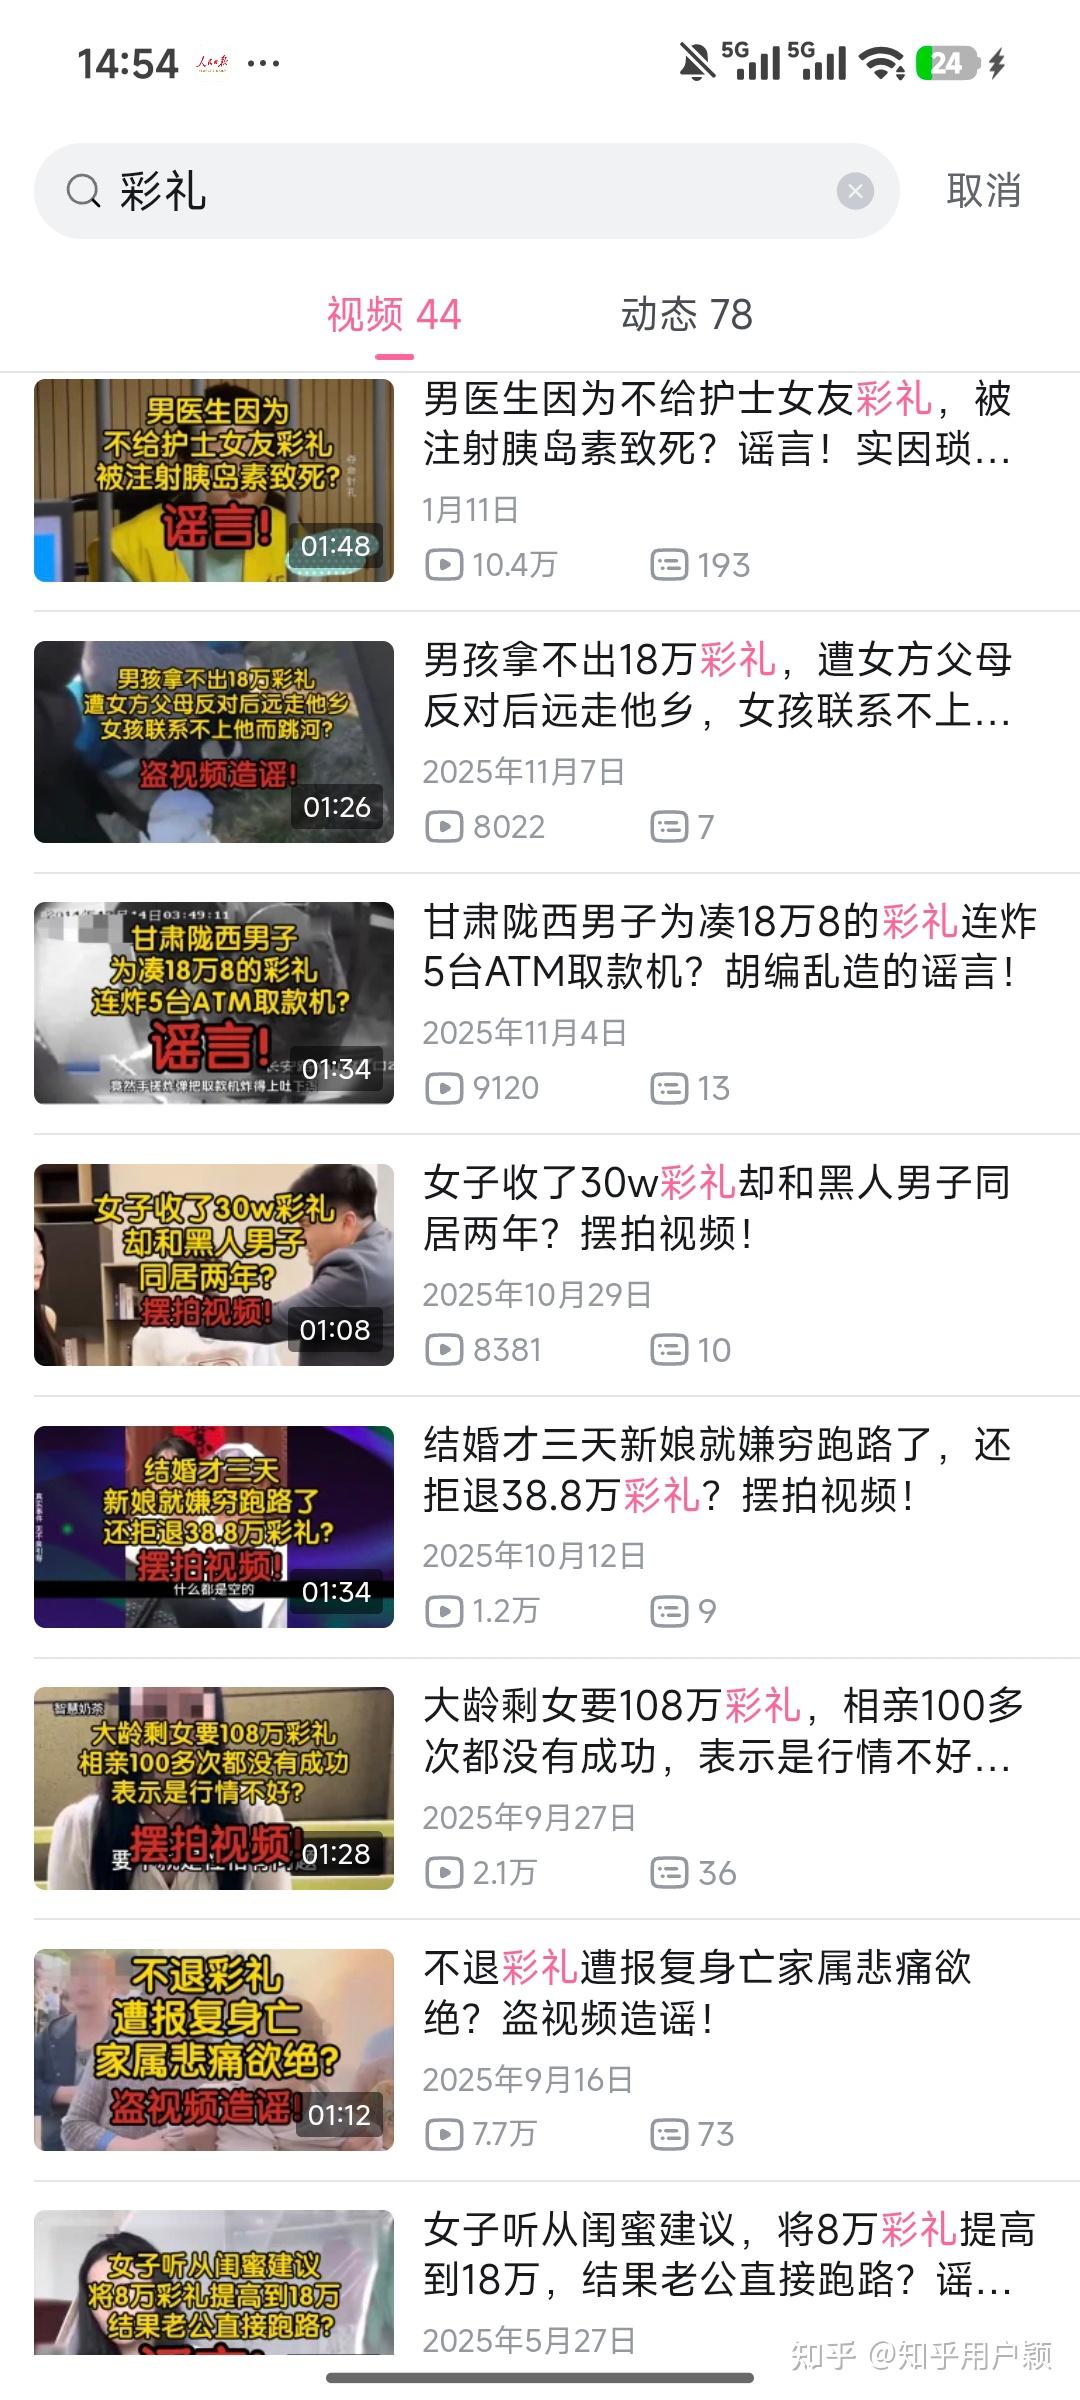 14:54 人民日报 ···
5G 5G 24
彩礼
取消
视频 44
动态 78
男医生因为
不给护士女友彩礼
被注射胰岛素致死?
谣言!
01:48
男医生因为不给护士女友彩礼，被
注射胰岛素致死？谣言！实因琐...
1月11日
10.4万
193
男孩拿不出18万彩礼
遭女方父母反对后远走他乡
女孩联系不上他而跳河?
盗视频造谣!
01:26
男孩拿不出18万彩礼，遭女方父母
反对后远走他乡，女孩联系不上...
2025年11月7日
8022
7
甘肃陇西男子
为凑18万8的彩礼
连炸5台ATM取款机?
谣言!
竟然手搓炸弹把取款机炸得上吐下泻
01:34
甘肃陇西男子为凑18万8的彩礼连炸
5台ATM取款机？胡编乱造的谣言！
2025年11月4日
9120
13
女子收了30w彩礼
却和黑人男子
同居两年?
摆拍视频!
01:08
女子收了30w彩礼却和黑人男子同
居两年？摆拍视频！
2025年10月29日
8381
10
结婚才三天
新娘就嫌穷跑路了
还拒退38.8万彩礼?
摆拍视频!
什么都是空的
01:34
结婚才三天新娘就嫌穷跑路了，还
拒退38.8万彩礼？摆拍视频！
2025年10月12日
1.2万
9
智慧奶茶
大龄剩女要108万彩礼
相亲100多次都没有成功
表示是行情不好?
摆拍视频!
01:28
大龄剩女要108万彩礼，相亲100多
次都没有成功，表示是行情不好...
2025年9月27日
2.1万
36
不退彩礼
遭报复身亡
家属悲痛欲绝?
盗视频造谣!
01:12
不退彩礼遭报复身亡家属悲痛欲
绝？盗视频造谣！
2025年9月16日
7.7万
73
女子听从闺蜜建议
将8万彩礼提高到18万
结果老公直接跑路?
女子听从闺蜜建议，将8万彩礼提高
到18万，结果老公直接跑路？谣...
2025年5月27日
知乎 @知乎用户颖